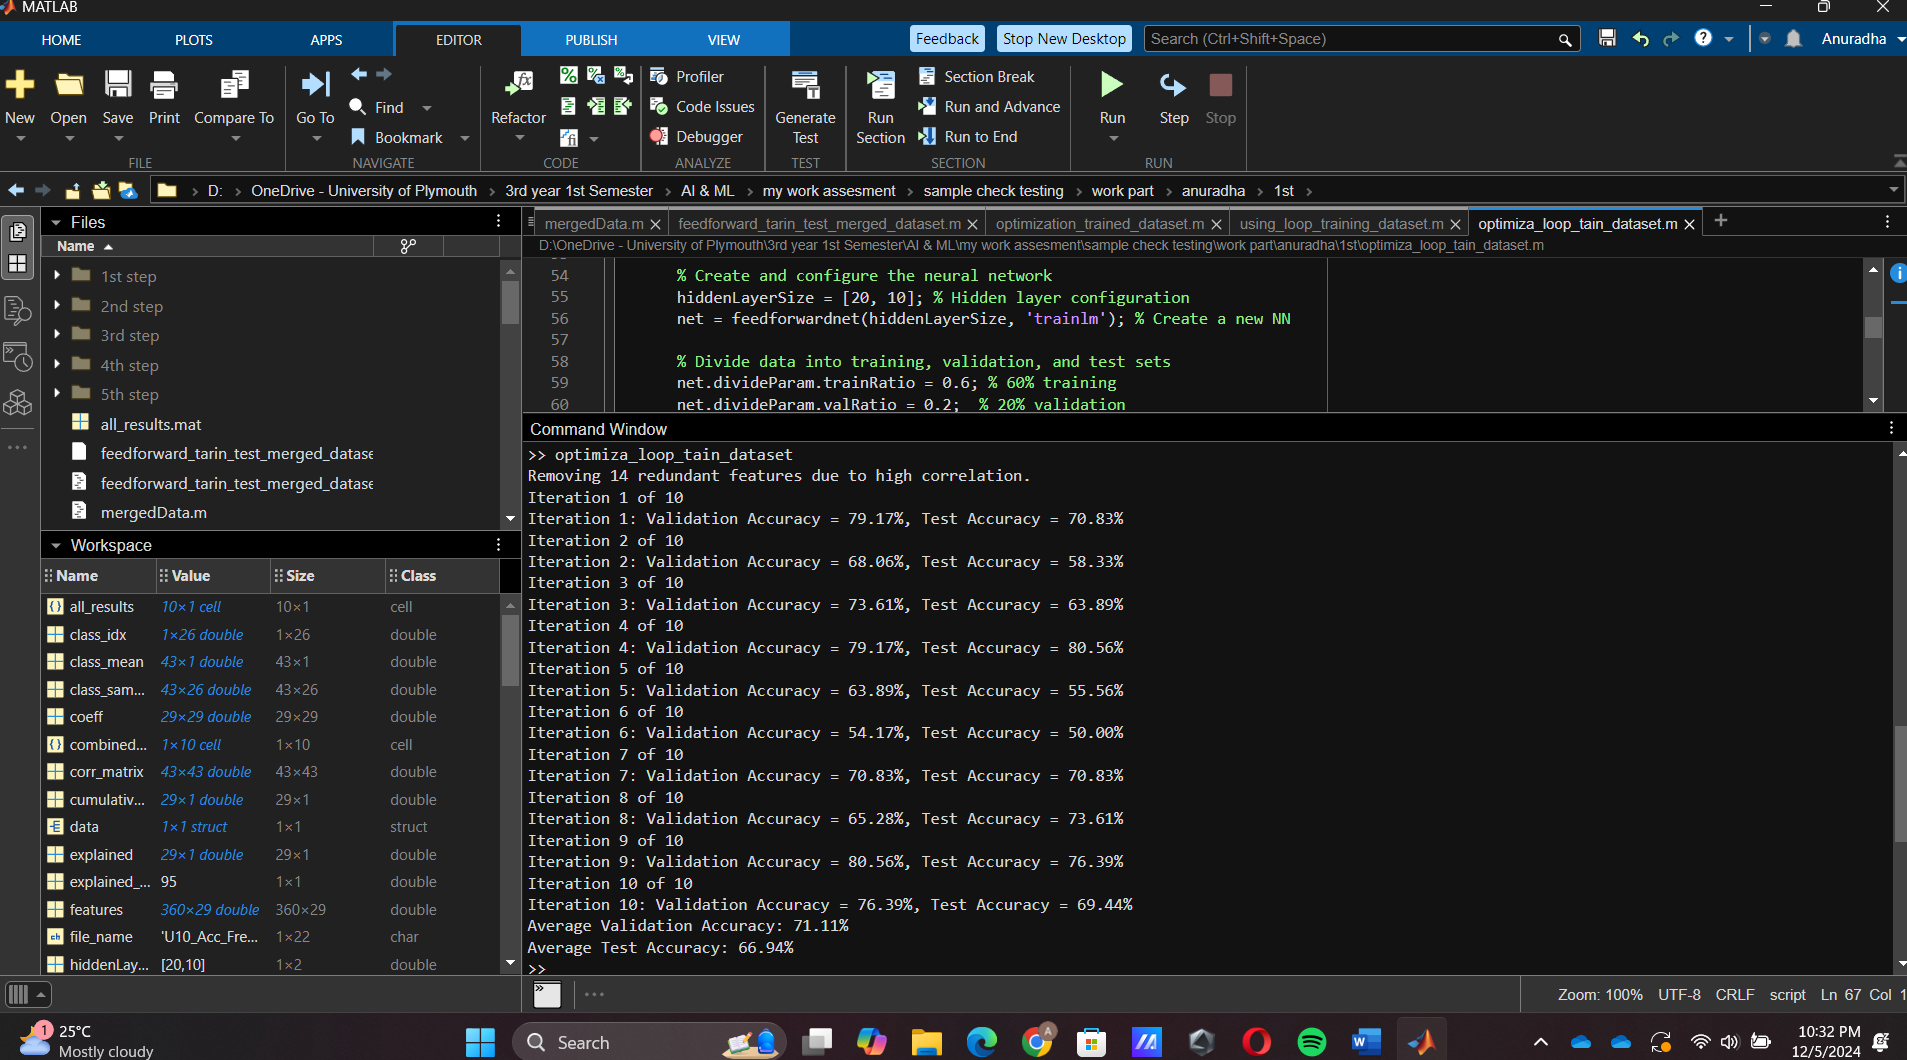 MATLAB
HOME PLOTS APPS EDITOR PUBLISH VIEW Feedback Stop New Desktop Search (Ctrl+Shift+Space) Anuradha
New Open Save Print Compare To Go To Find Bookmark Refactor Profiler Code Issues Debugger Generate Test Run Section Section Break Run and Advance Run to End Run Step Stop
FILE NAVIGATE CODE ANALYZE TEST SECTION RUN
D: › OneDrive - University of Plymouth › 3rd year 1st Semester › AI & ML › my work assesment › sample check testing › work part › anuradha › 1st ›
Files
Name
1st step
2nd step
3rd step
4th step
5th step
all_results.mat
feedforward_tarin_test_merged_datase
feedforward_tarin_test_merged_datase
mergedData.m
Workspace
Name Value Size Class
all_results 10×1 cell 10×1 cell
class_idx 1×26 double 1×26 double
class_mean 43×1 double 43×1 double
class_sam... 43×26 double 43×26 double
coeff 29×29 double 29×29 double
combined... 1×10 cell 1×10 cell
corr_matrix 43×43 double 43×43 double
cumulativ... 29×1 double 29×1 double
data 1×1 struct 1×1 struct
explained 29×1 double 29×1 double
explained_... 95 1×1 double
features 360×29 double 360×29 double
file_name 'U10_Acc_Fre... 1×22 char
hiddenLay... [20,10] 1×2 double
mergedData.m feedforward_tarin_test_merged_dataset.m optimization_trained_dataset.m using_loop_training_dataset.m optimiza_loop_tain_dataset.m
D:\OneDrive - University of Plymouth\3rd year 1st Semester\AI & ML\my work assesment\sample check testing\work part\anuradha\1st\optimiza_loop_tain_dataset.m
54 % Create and configure the neural network
55 hiddenLayerSize = [20, 10]; % Hidden layer configuration
56 net = feedforwardnet(hiddenLayerSize, 'trainlm'); % Create a new NN
57
58 % Divide data into training, validation, and test sets
59 net.divideParam.trainRatio = 0.6; % 60% training
60 net.divideParam.valRatio = 0.2; % 20% validation
Command Window
>> optimiza_loop_tain_dataset
Removing 14 redundant features due to high correlation.
Iteration 1 of 10
Iteration 1: Validation Accuracy = 79.17%, Test Accuracy = 70.83%
Iteration 2 of 10
Iteration 2: Validation Accuracy = 68.06%, Test Accuracy = 58.33%
Iteration 3 of 10
Iteration 3: Validation Accuracy = 73.61%, Test Accuracy = 63.89%
Iteration 4 of 10
Iteration 4: Validation Accuracy = 79.17%, Test Accuracy = 80.56%
Iteration 5 of 10
Iteration 5: Validation Accuracy = 63.89%, Test Accuracy = 55.56%
Iteration 6 of 10
Iteration 6: Validation Accuracy = 54.17%, Test Accuracy = 50.00%
Iteration 7 of 10
Iteration 7: Validation Accuracy = 70.83%, Test Accuracy = 70.83%
Iteration 8 of 10
Iteration 8: Validation Accuracy = 65.28%, Test Accuracy = 73.61%
Iteration 9 of 10
Iteration 9: Validation Accuracy = 80.56%, Test Accuracy = 76.39%
Iteration 10 of 10
Iteration 10: Validation Accuracy = 76.39%, Test Accuracy = 69.44%
Average Validation Accuracy: 71.11%
Average Test Accuracy: 66.94%
>>
Zoom: 100% UTF-8 CRLF script Ln 67 Col 1
1
25°C
Mostly cloudy
Search
10:32 PM
12/5/2024